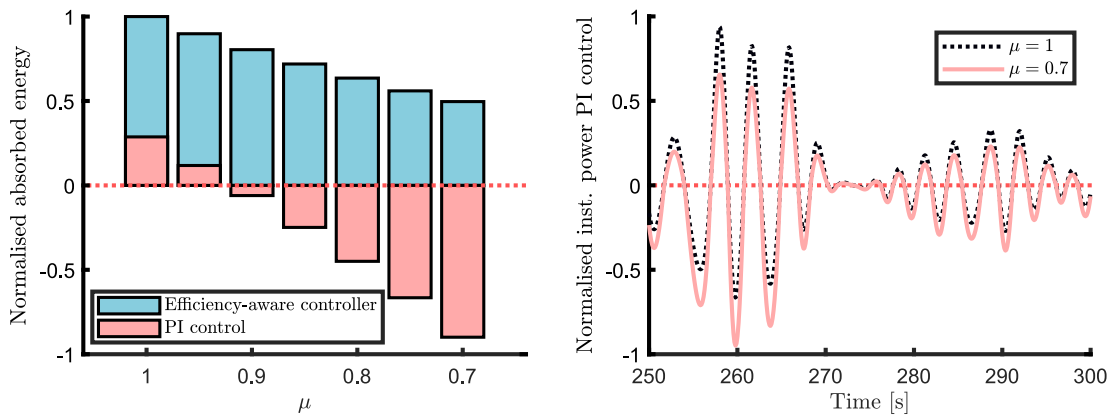 Normalised absorbed energy
1
0.5
0
-0.5
-1
Efficiency-aware controller
PI control
1
0.9
0.8
0.7
μ
Normalised inst. power PI control
1
0.5
0
-0.5
-1
μ = 1
μ = 0.7
250
260
270
280
290
300
Time [s]